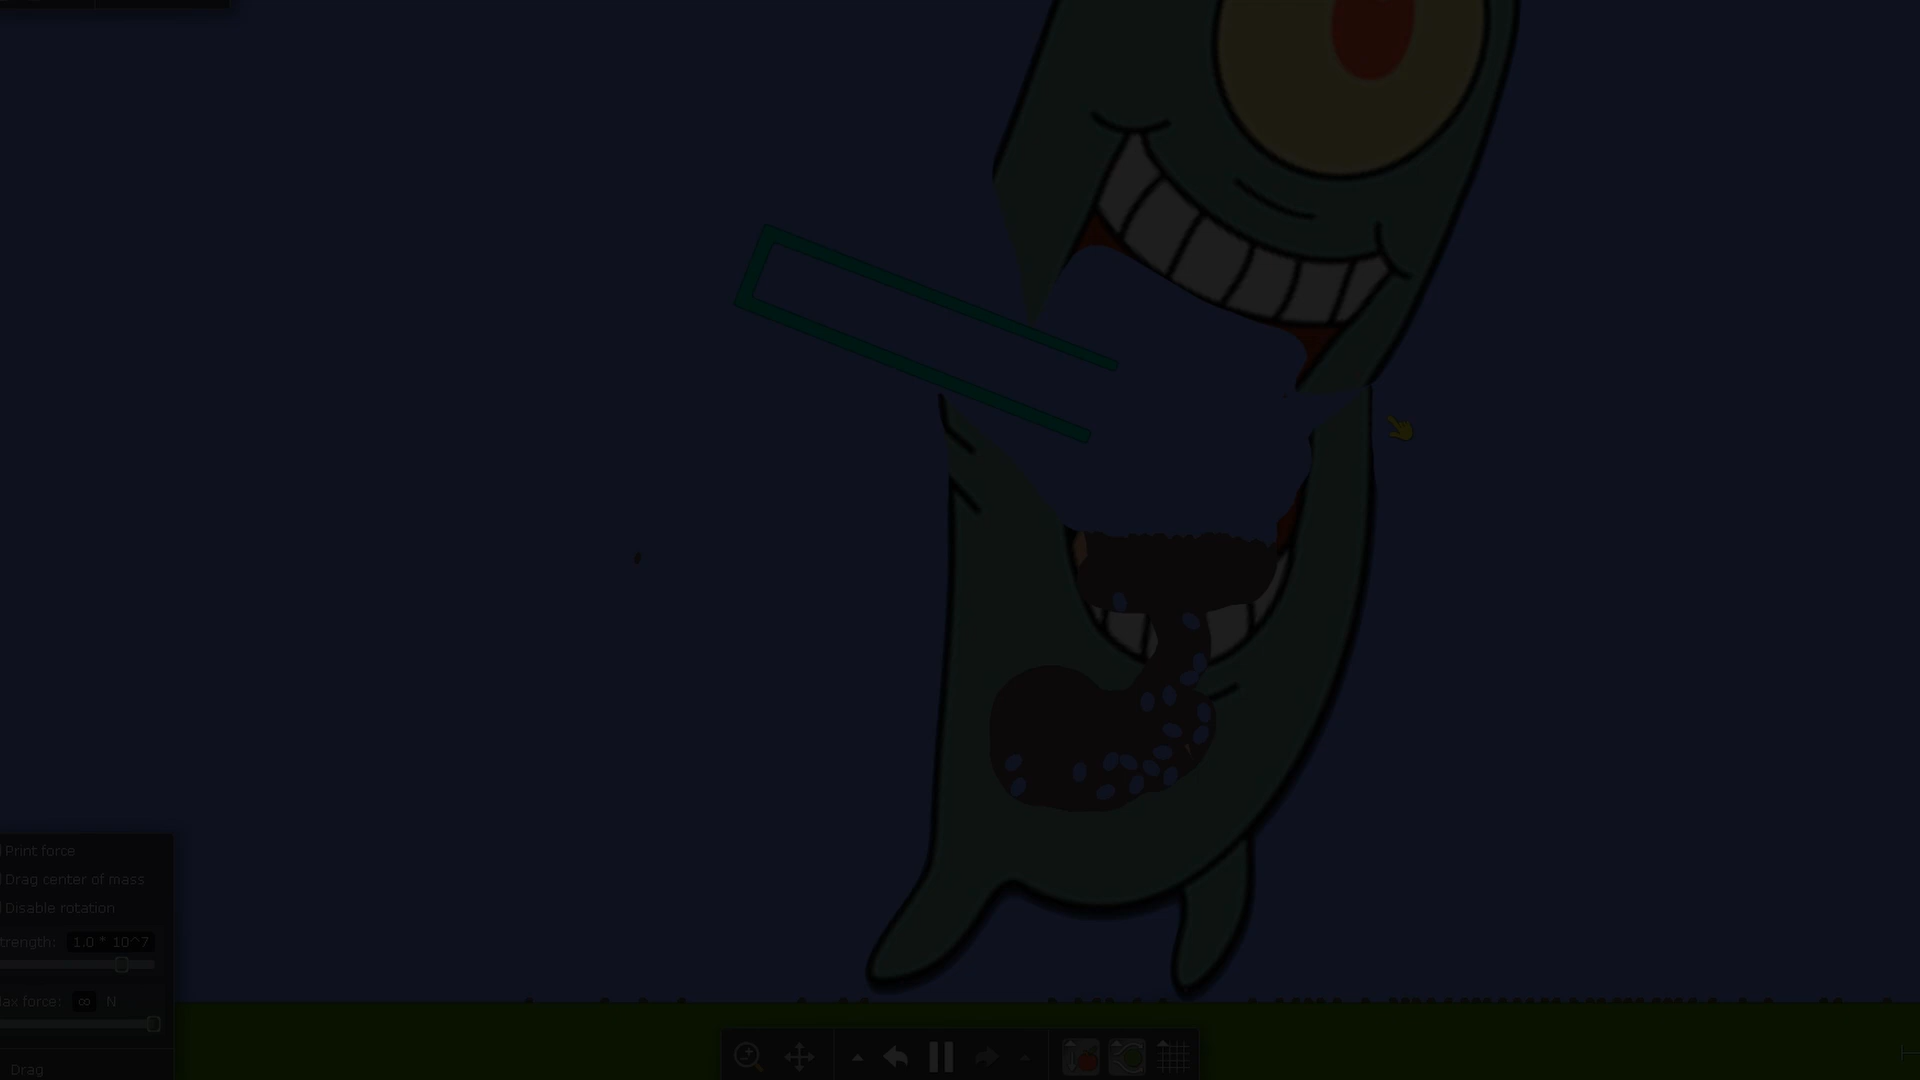 Print force
Drag center of mass
Disable rotation
trength: 1.0 * 10^7
ax force: ∞ N
Drag